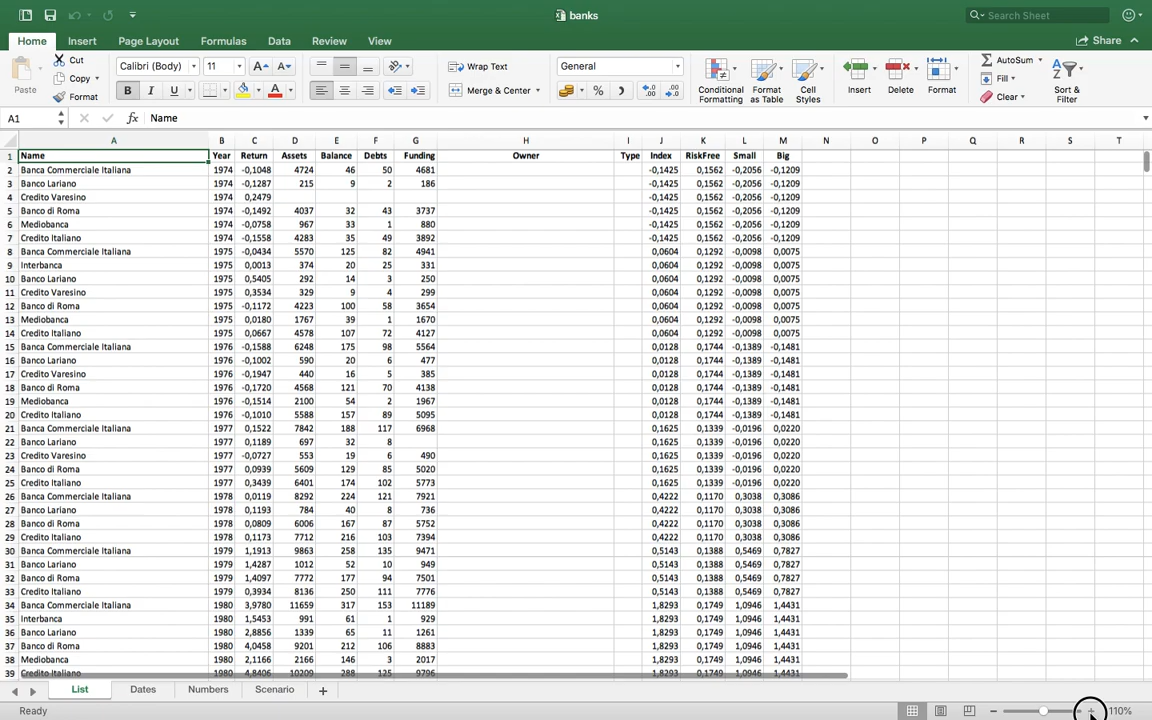 banks
Search Sheet
Home Insert Page Layout Formulas Data Review View Share
Paste
Cut
Copy
Format
Calibri (Body) 11
B I U
Wrap Text
Merge & Center
General
Conditional Formatting
Format as Table
Cell Styles
Insert
Delete
Format
AutoSum
Fill
Clear
Sort & Filter
A1 fx Name
A B C D E F G H I J K L M N O P Q R S T
1 Name Year Return Assets Balance Debts Funding Owner Type Index RiskFree Small Big
2 Banca Commerciale Italiana 1974 -0,1048 4724 46 50 4681 -0,1425 0,1562 -0,2056 -0,1209
3 Banco Lariano 1974 -0,1287 215 9 2 186 -0,1425 0,1562 -0,2056 -0,1209
4 Credito Varesino 1974 0,2479 -0,1425 0,1562 -0,2056 -0,1209
5 Banco di Roma 1974 -0,1492 4037 32 43 3737 -0,1425 0,1562 -0,2056 -0,1209
6 Mediobanca 1974 -0,0758 967 33 1 880 -0,1425 0,1562 -0,2056 -0,1209
7 Credito Italiano 1974 -0,1558 4283 35 49 3892 -0,1425 0,1562 -0,2056 -0,1209
8 Banca Commerciale Italiana 1975 -0,0434 5570 125 82 4941 0,0604 0,1292 -0,0098 0,0075
9 Interbanca 1975 0,0013 374 20 25 331 0,0604 0,1292 -0,0098 0,0075
10 Banco Lariano 1975 0,5405 292 14 3 250 0,0604 0,1292 -0,0098 0,0075
11 Credito Varesino 1975 0,3534 329 9 4 299 0,0604 0,1292 -0,0098 0,0075
12 Banco di Roma 1975 -0,1172 4223 100 58 3654 0,0604 0,1292 -0,0098 0,0075
13 Mediobanca 1975 0,0180 1767 39 1 1670 0,0604 0,1292 -0,0098 0,0075
14 Credito Italiano 1975 0,0667 4578 107 72 4127 0,0604 0,1292 -0,0098 0,0075
15 Banca Commerciale Italiana 1976 -0,1588 6248 175 98 5564 0,0128 0,1744 -0,1389 -0,1481
16 Banco Lariano 1976 -0,1002 590 20 6 477 0,0128 0,1744 -0,1389 -0,1481
17 Credito Varesino 1976 -0,1947 440 16 5 385 0,0128 0,1744 -0,1389 -0,1481
18 Banco di Roma 1976 -0,1720 4568 121 70 4138 0,0128 0,1744 -0,1389 -0,1481
19 Mediobanca 1976 -0,1514 2100 54 2 1967 0,0128 0,1744 -0,1389 -0,1481
20 Credito Italiano 1976 -0,1010 5588 157 89 5095 0,0128 0,1744 -0,1389 -0,1481
21 Banca Commerciale Italiana 1977 0,1522 7842 188 117 6968 0,1625 0,1339 -0,0196 0,0220
22 Banco Lariano 1977 0,1189 697 32 8 0,1625 0,1339 -0,0196 0,0220
23 Credito Varesino 1977 -0,0727 553 19 6 490 0,1625 0,1339 -0,0196 0,0220
24 Banco di Roma 1977 0,0939 5609 129 85 5020 0,1625 0,1339 -0,0196 0,0220
25 Credito Italiano 1977 0,3439 6401 174 102 5773 0,1625 0,1339 -0,0196 0,0220
26 Banca Commerciale Italiana 1978 0,0119 8292 224 121 7921 0,4222 0,1170 0,3038 0,3086
27 Banco Lariano 1978 0,1193 784 40 8 736 0,4222 0,1170 0,3038 0,3086
28 Banco di Roma 1978 0,0809 6006 167 87 5752 0,4222 0,1170 0,3038 0,3086
29 Credito Italiano 1978 0,1173 7712 216 103 7394 0,4222 0,1170 0,3038 0,3086
30 Banca Commerciale Italiana 1979 1,1913 9863 258 135 9471 0,5143 0,1388 0,5469 0,7827
31 Banco Lariano 1979 1,4287 1012 52 10 949 0,5143 0,1388 0,5469 0,7827
32 Banco di Roma 1979 1,4097 7772 177 94 7501 0,5143 0,1388 0,5469 0,7827
33 Credito Italiano 1979 0,3934 8136 250 111 7776 0,5143 0,1388 0,5469 0,7827
34 Banca Commerciale Italiana 1980 3,9780 11659 317 153 11189 1,8293 0,1749 1,0946 1,4431
35 Interbanca 1980 1,5453 991 61 1 929 1,8293 0,1749 1,0946 1,4431
36 Banco Lariano 1980 2,8856 1339 65 11 1261 1,8293 0,1749 1,0946 1,4431
37 Banco di Roma 1980 4,0458 9201 212 106 8883 1,8293 0,1749 1,0946 1,4431
38 Mediobanca 1980 2,1166 2166 146 3 2017 1,8293 0,1749 1,0946 1,4431
39 Credito Italiano 1980 4,8406 10209 288 125 9796 1,8293 0,1749 1,0946 1,4431
List Dates Numbers Scenario
Ready 110%